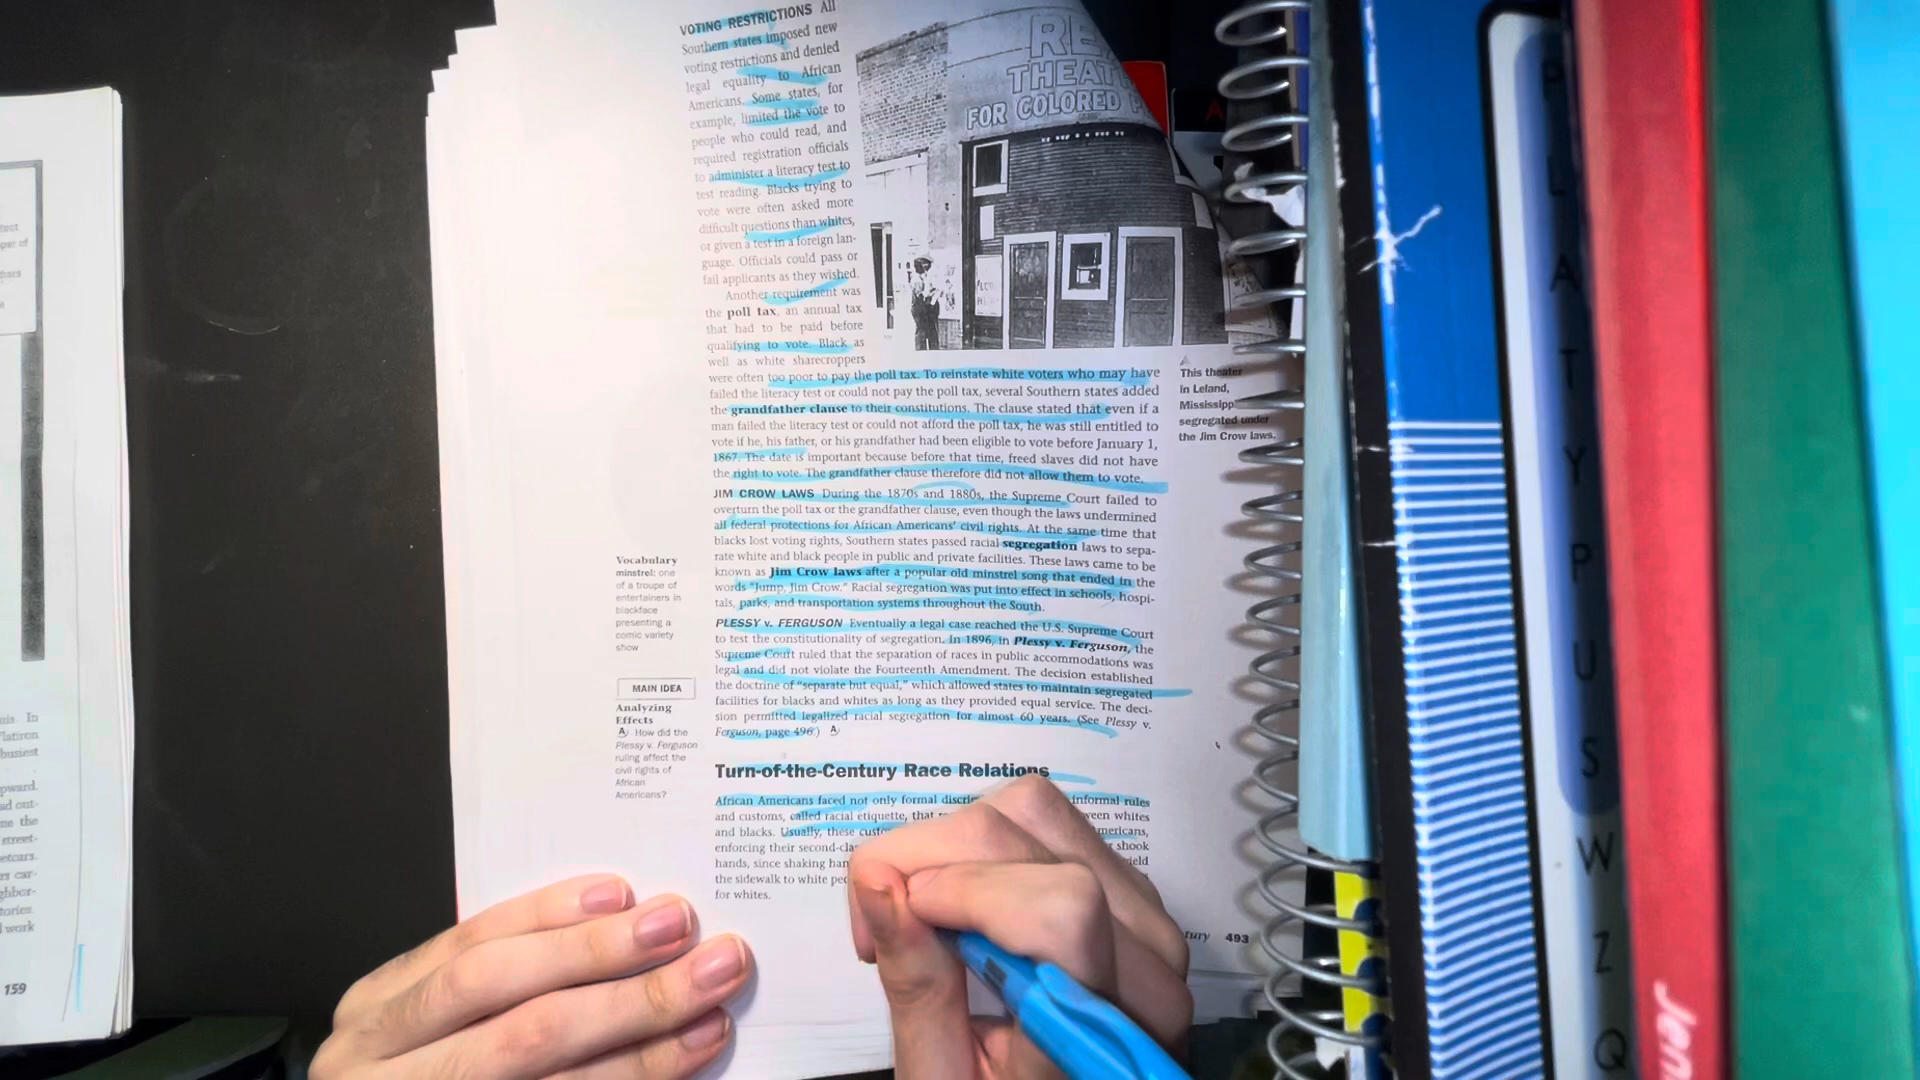 VOTING RESTRICTIONS All
Southern states imposed new
voting restrictions and denied
legal equality to African
Americans. Some states, for
example, limited the vote to
people who could read, and
required registration officials
to administer a literacy test to
test reading. Blacks trying to
vote were often asked more
difficult questions than whites,
or given a test in a foreign lan-
guage. Officials could pass or
fail applicants as they wished.
Another requirement was
the poll tax, an annual tax
that had to be paid before
qualifying to vote. Black as
well as white sharecroppers
were often too poor to pay the poll tax. To reinstate white voters who may have
failed the literacy test or could not pay the poll tax, several Southern states added
the grandfather clause to their constitutions. The clause stated that even if a
man failed the literacy test or could not afford the poll tax, he was still entitled to
vote if he, his father, or his grandfather had been eligible to vote before January 1,
1867. The date is important because before that time, freed slaves did not have
the right to vote. The grandfather clause therefore did not allow them to vote.
JIM CROW LAWS During the 1870s and 1880s, the Supreme Court failed to
overturn the poll tax or the grandfather clause, even though the laws undermined
all federal protections for African Americans' civil rights. At the same time that
blacks lost voting rights, Southern states passed racial segregation laws to sepa-
rate white and black people in public and private facilities. These laws came to be
known as Jim Crow laws after a popular old minstrel song that ended in the
words "Jump, Jim Crow." Racial segregation was put into effect in schools, hospi-
tals, parks, and transportation systems throughout the South.
PLESSY v. FERGUSON Eventually a legal case reached the U.S. Supreme Court
to test the constitutionality of segregation. In 1896, in Plessy v. Ferguson, the
Supreme Court ruled that the separation of races in public accommodations was
legal and did not violate the Fourteenth Amendment. The decision established
the doctrine of "separate but equal," which allowed states to maintain segregated
facilities for blacks and whites as long as they provided equal service. The deci-
sion permitted legalized racial segregation for almost 60 years. (See Plessy v.
Ferguson, page 496.) A
Turn-of-the-Century Race Relations
African Americans faced not only formal informal rules
and customs, called racial etiquette, that whites
and blacks. Usually, these
enforcing their shook
hands, since shaking
the sidewalk to white
for whites.
493
THEAT
FOR COLORED
This theater
in Leland,
segregated under
the Jim Crow laws.
Vocabulary
minstrel: one
of a troupe of
entertainers in
blackface
presenting a
comic variety
show
MAIN IDEA
Analyzing
Effects
A How did the
Plessy v. Ferguson
ruling affect the
civil rights of
African
Americans?
In
busiest
the
work
159
PLATYPUS
W
Z
Q